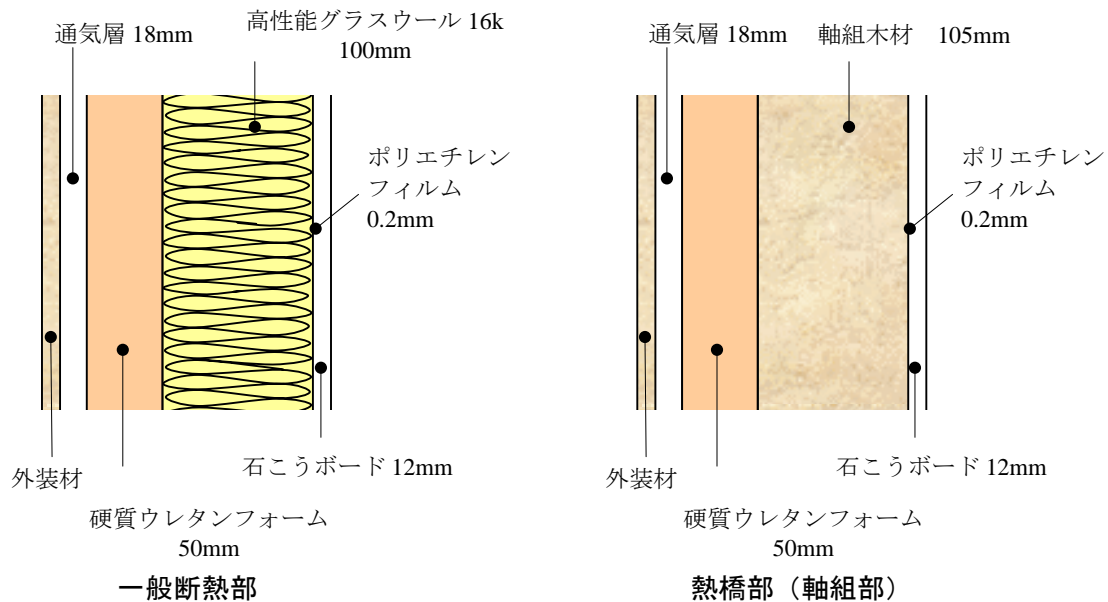 通気層 18mm
高性能グラスウール 16k
100mm
ポリエチレン
フィルム
0.2mm
外装材
石こうボード 12mm
硬質ウレタンフォーム
50mm
一般断熱部
通気層 18mm
軸組木材 105mm
ポリエチレン
フィルム
0.2mm
外装材
石こうボード 12mm
硬質ウレタンフォーム
50mm
熱橋部（軸組部）